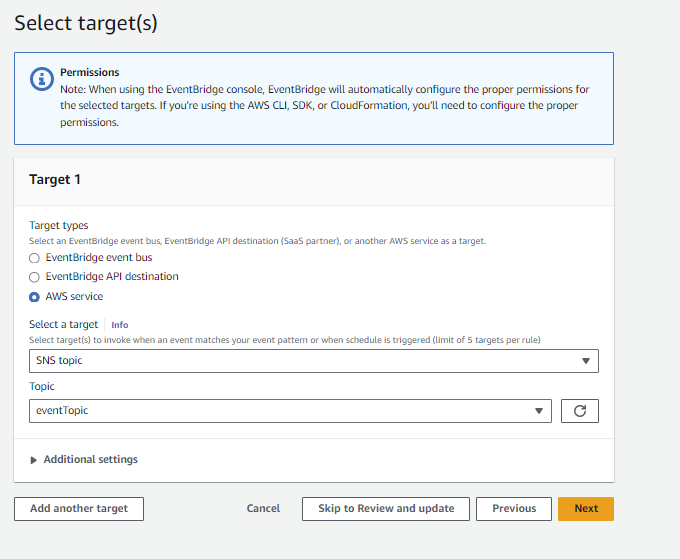 Select target(s)
Permissions
Note: When using the EventBridge console, EventBridge will automatically configure the proper permissions for
the selected targets. If you're using the AWS CLI, SDK, or CloudFormation, you'll need to configure the proper
permissions.
Target 1
Target types
Select an EventBridge event bus, EventBridge API destination (SaaS partner), or another AWS service as a target.
EventBridge event bus
EventBridge API destination
AWS service
Select a target Info
Select target(s) to invoke when an event matches your event pattern or when schedule is triggered (limit of 5 targets per rule)
SNS topic
Topic
eventTopic
Additional settings
Add another target Cancel Skip to Review and update Previous Next